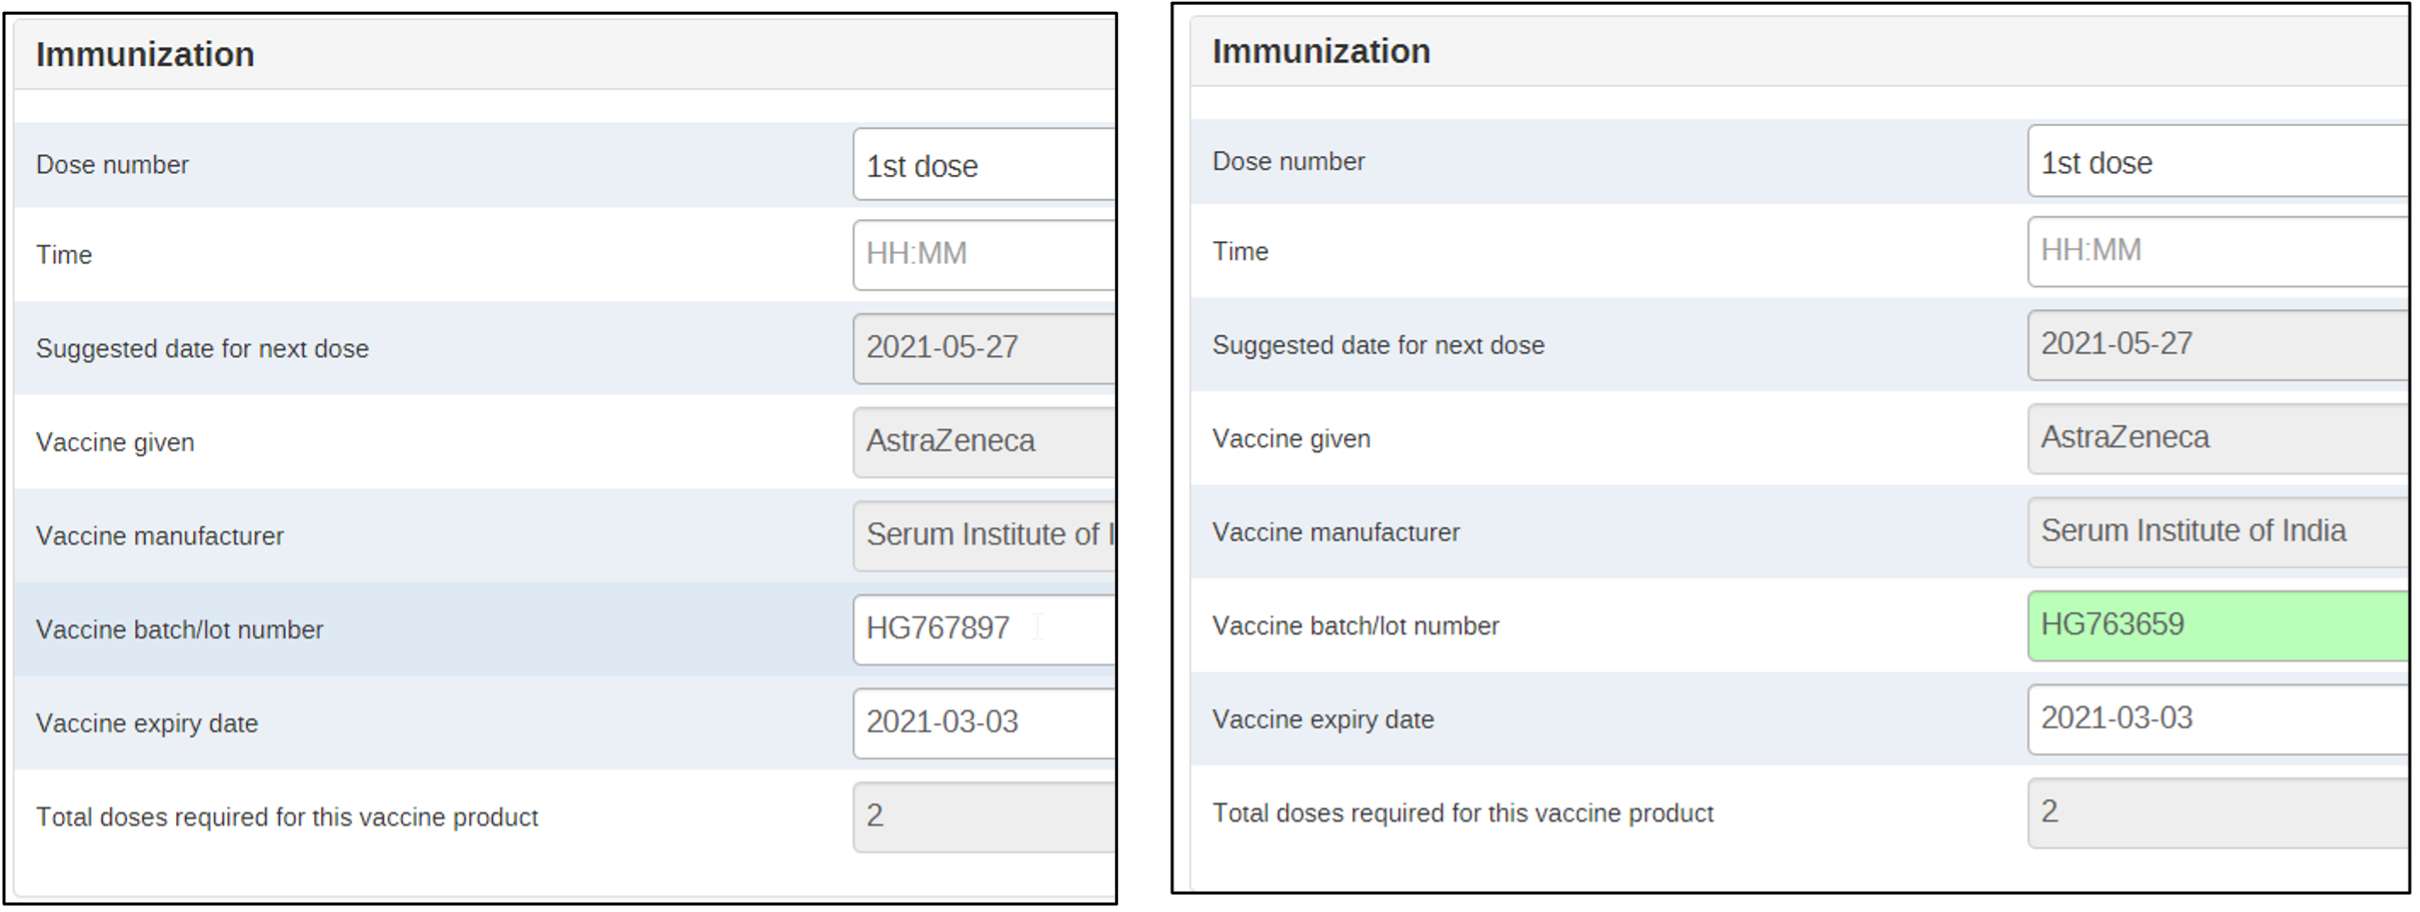 Immunization
Dose number 1st dose
Time HH:MM
Suggested date for next dose 2021-05-27
Vaccine given AstraZeneca
Vaccine manufacturer Serum Institute of I
Vaccine batch/lot number HG767897
Vaccine expiry date 2021-03-03
Total doses required for this vaccine product 2
Immunization
Dose number 1st dose
Time HH:MM
Suggested date for next dose 2021-05-27
Vaccine given AstraZeneca
Vaccine manufacturer Serum Institute of India
Vaccine batch/lot number HG763659
Vaccine expiry date 2021-03-03
Total doses required for this vaccine product 2